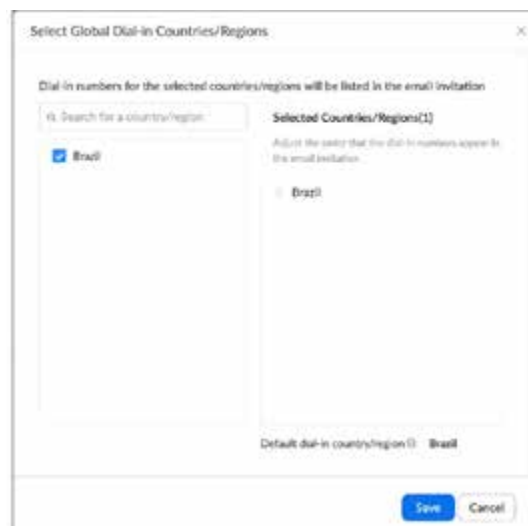 Select Global Dial-in Countries/Regions
Dial-in numbers for the selected countries/regions will be listed in the email invitation
Search for a country/region
Selected Countries/Regions(1)
Adjust the order that the dial-in numbers appear in
the email invitation
Brazil
Brazil
Default dial-in country/region Brazil
Save Cancel